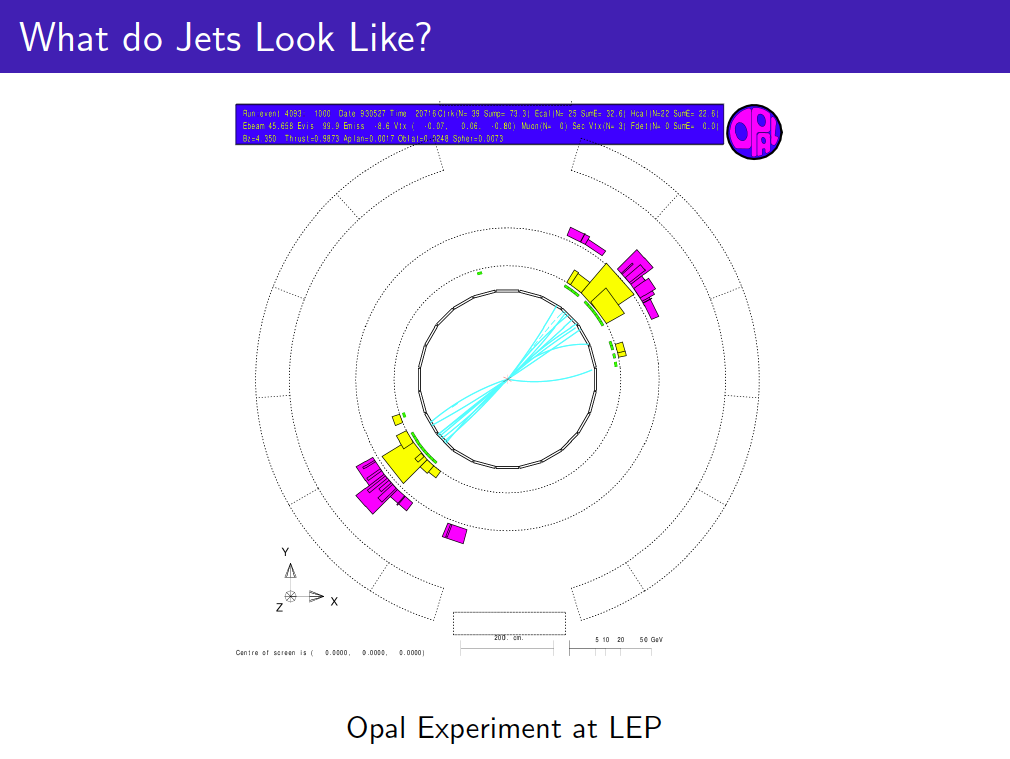 What do Jets Look Like?
Run event 4093: 1000 Date 930527 Time 20716 Ctrk(N= 39 Sump= 73.3) Ecal(N= 25 SumE= 32.6) Hcal(N=22 SumE= 22.6)
Ebeam 45.658 Evis 99.9 Emiss -8.6 Vtx ( -0.07, 0.06, -0.80) Muon(N= 0) Sec Vtx(N= 3) Fdet(N= 0 SumE= 0.0)
Bz=4.350 Thrust=0.9873 Aplan=0.0017 Oblat=0.0248 Spher=0.0073
OPAL
Y
X
Z
200. cm.
5 10 20 50 GeV
Centre of screen is ( 0.0000, 0.0000, 0.0000)
Opal Experiment at LEP